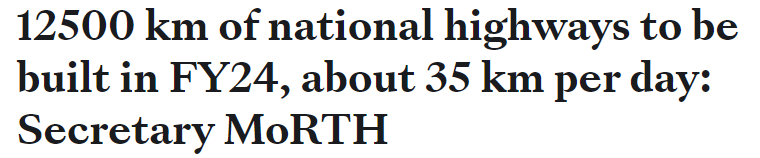 12500 km of national highways to be
built in FY24, about 35 km per day:
Secretary MoRTH